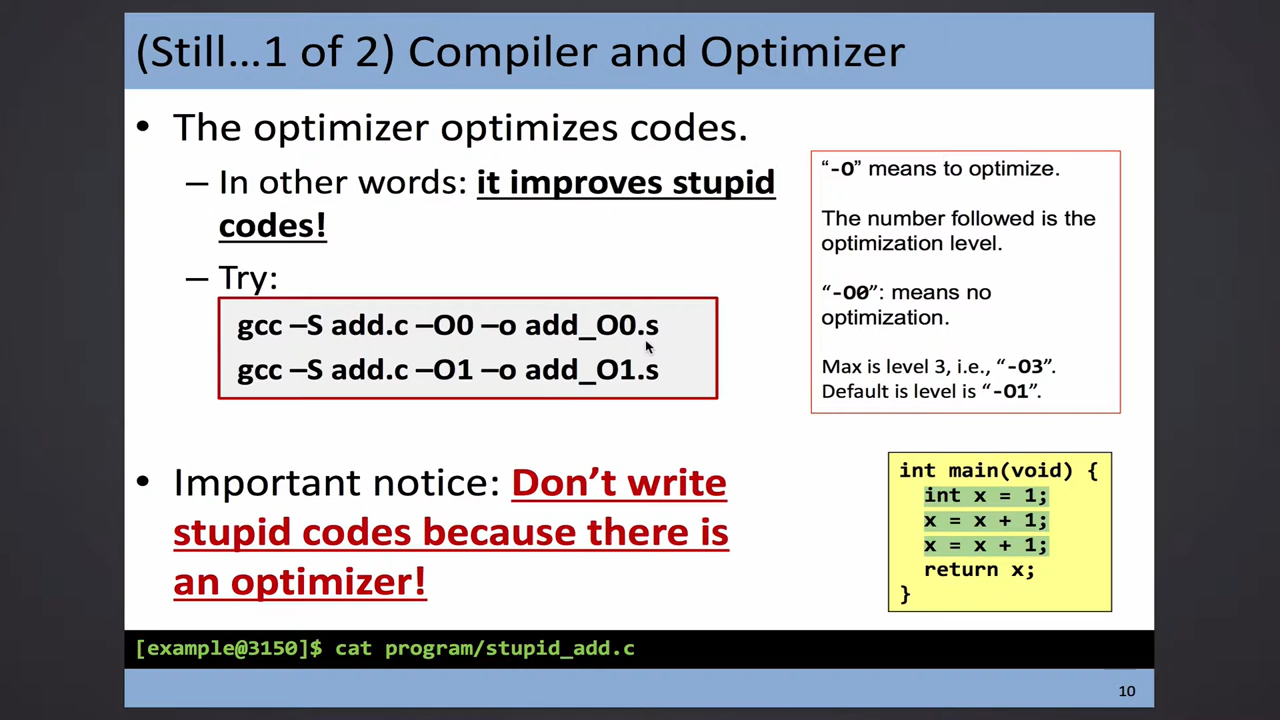 (Still…1 of 2) Compiler and Optimizer
• The optimizer optimizes codes.
– In other words: it improves stupid
codes!
– Try:
gcc –S add.c –O0 –o add_O0.s
gcc –S add.c –O1 –o add_O1.s
“-O” means to optimize.
The number followed is the
optimization level.
“-O0”: means no
optimization.
Max is level 3, i.e., “-O3”.
Default is level is “-O1”.
• Important notice: Don’t write
stupid codes because there is
an optimizer!
int main(void) {
int x = 1;
x = x + 1;
x = x + 1;
return x;
}
[example@3150]$ cat program/stupid_add.c
10